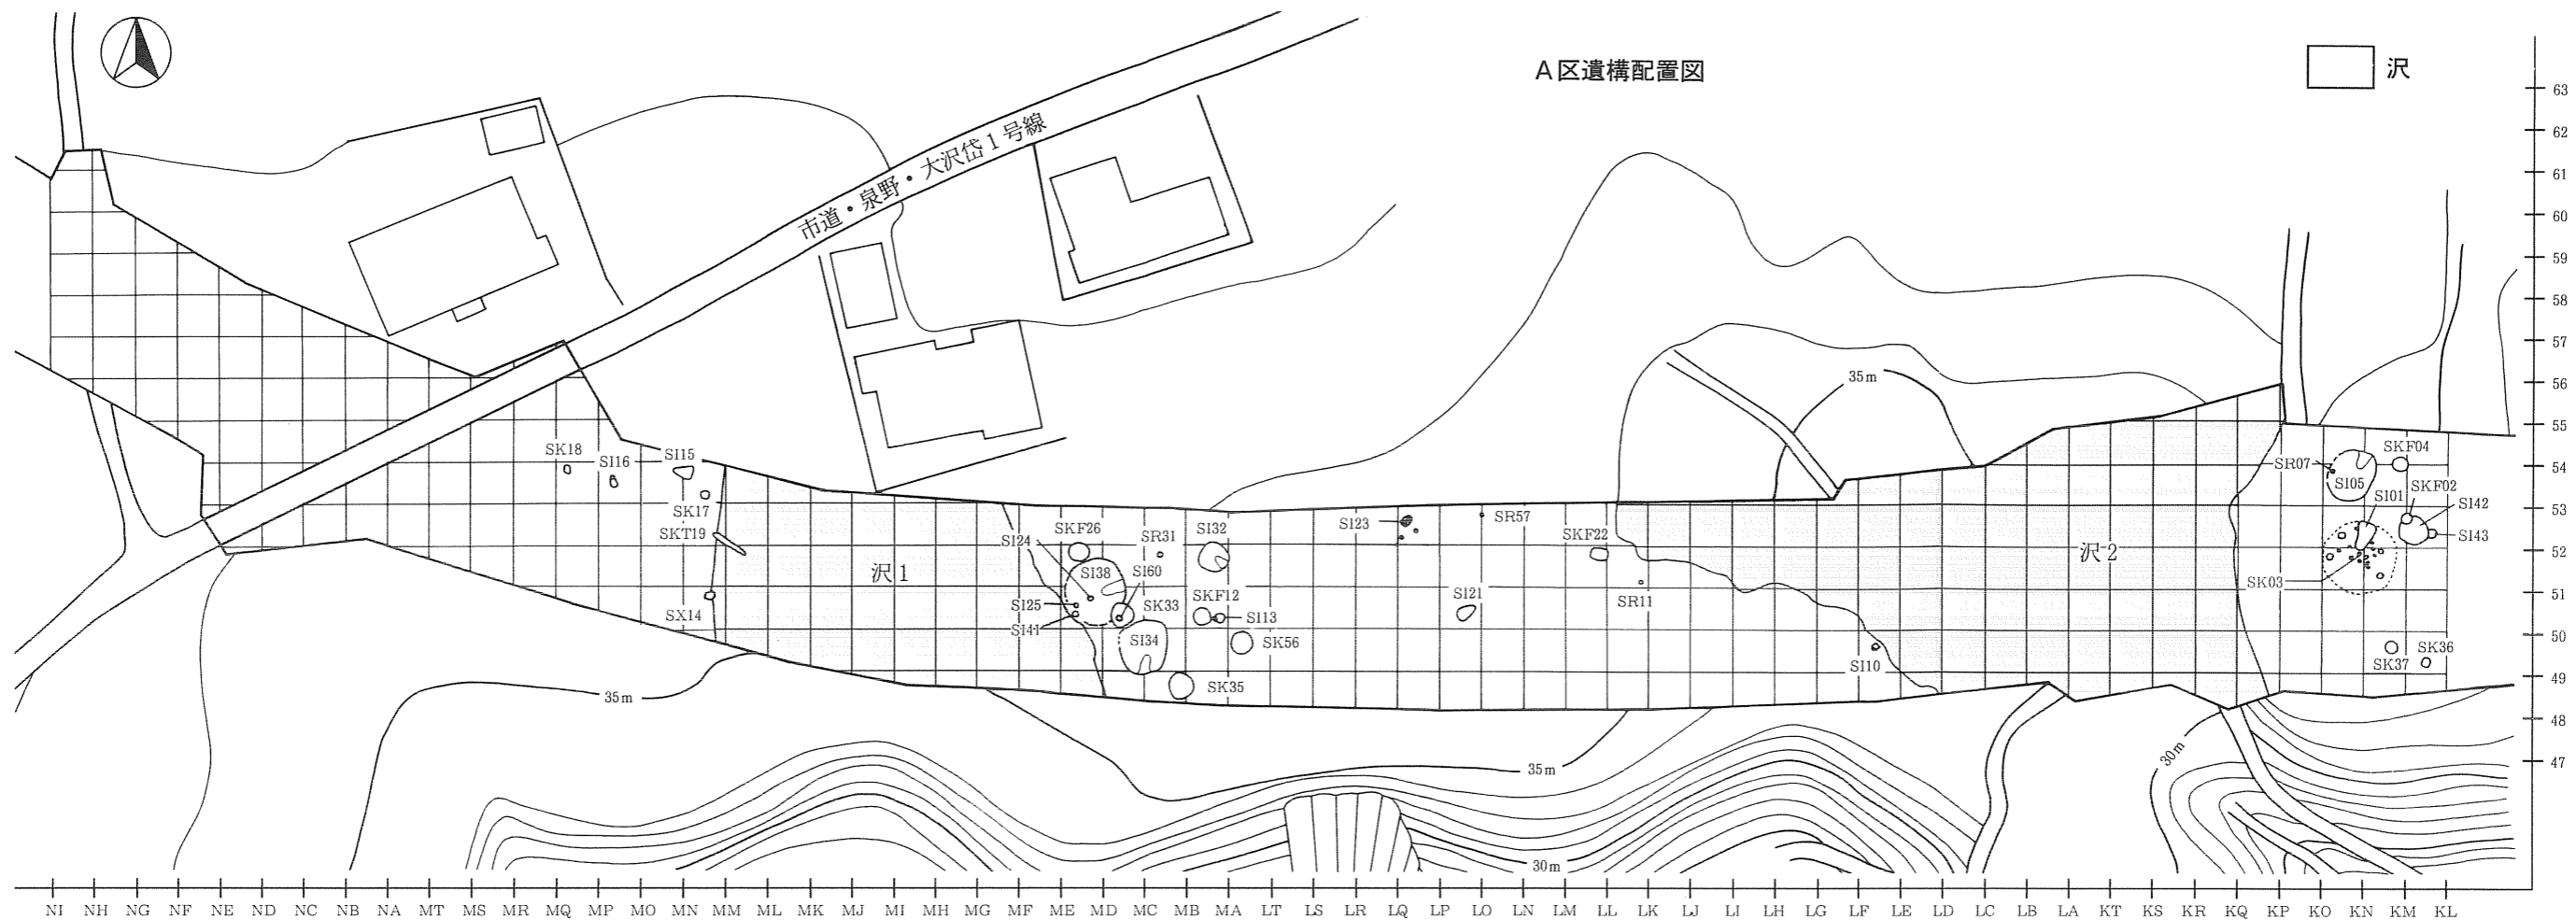 A区遺構配置図
沢
市道・泉野・大沢岱1号線
63
62
61
60
59
58
57
56
55
54
53
52
51
50
49
48
47
35m
SK18
SI16
SI15
SK17
SKT19
SX14
沢1
SKF26
SI24
SR31
SI32
SI38
SI60
SI25
SK33
SKF12
SI41
SI13
SI34
SK56
SK35
SI23
SR57
SKF22
SI21
SR11
SI10
沢2
SKF04
SR07
SI05
SKF02
SI01
SI42
SI43
SK03
SK36
SK37
35m
35m
30m
30m
NI NH NG NF NE ND NC NB NA MT MS MR MQ MP MO MN MM ML MK MJ MI MH MG MF ME MD MC MB MA LT LS LR LQ LP LO LN LM LL LK LJ LI LH LG LF LE LD LC LB LA KT KS KR KQ KP KO KN KM KL